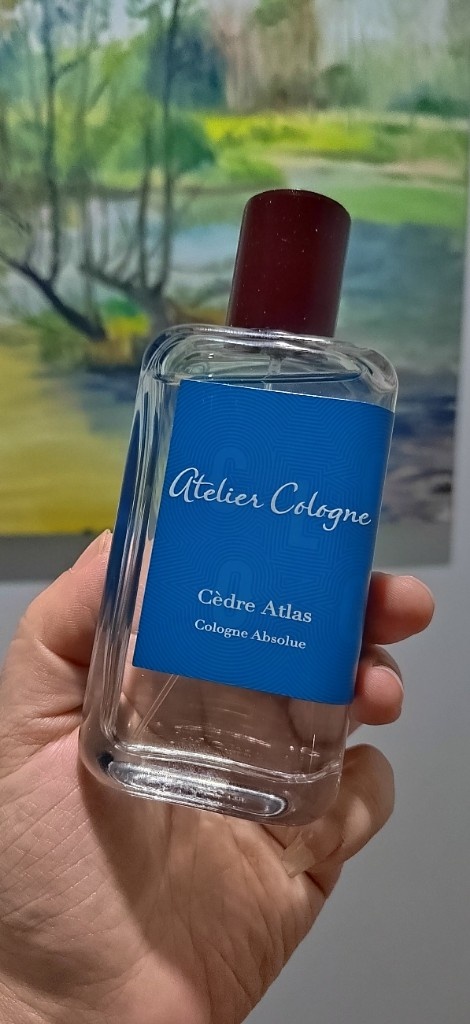 Atelier Cologne
Cèdre Atlas
Cologne Absolue